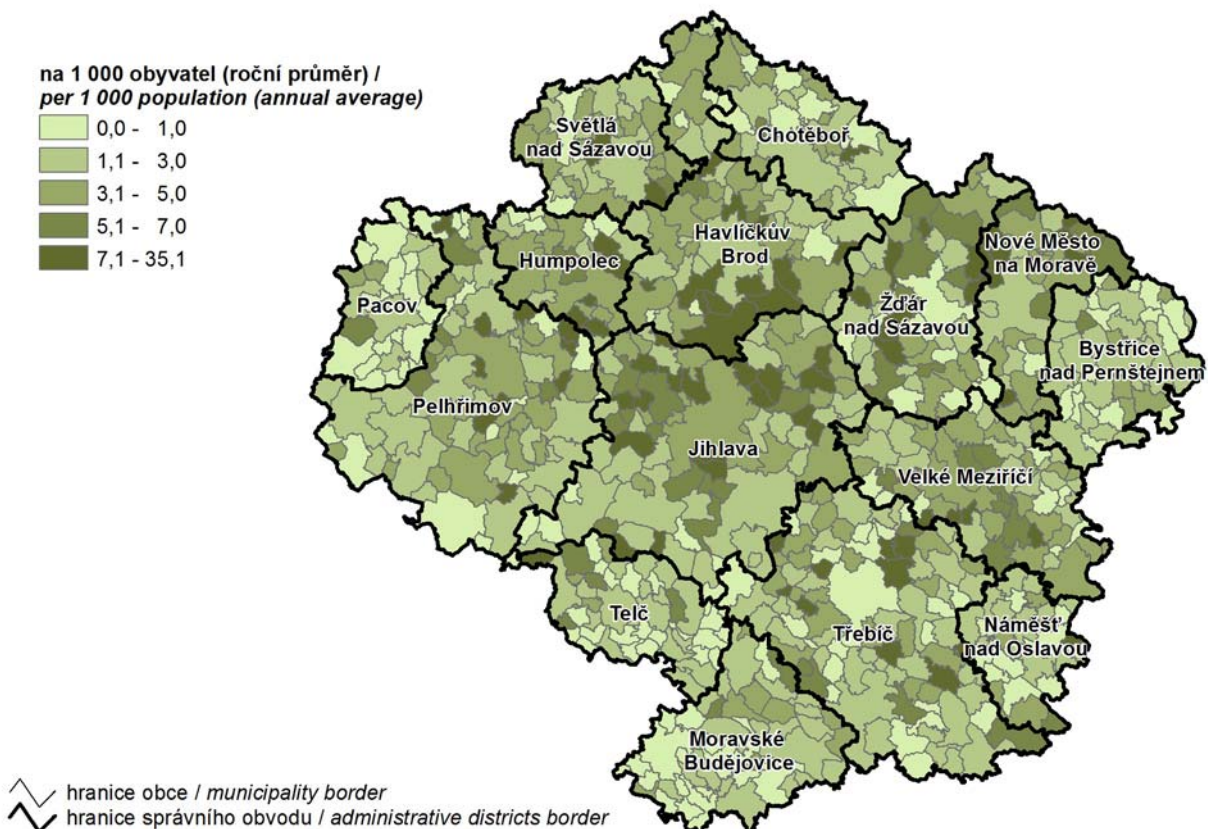 na 1 000 obyvatel (roční průměr) /
per 1 000 population (annual average)
0,0 - 1,0
1,1 - 3,0
3,1 - 5,0
5,1 - 7,0
7,1 - 35,1
Světlá
nad Sázavou
Chotěboř
Havlíčkův
Brod
Humpolec
Nové Město
na Moravě
Pacov
Žďár
nad Sázavou
Bystřice
nad Pernštejnem
Pelhřimov
Jihlava
Velké Meziříčí
Telč
Třebíč
Náměšť
nad Oslavou
Moravské
Budějovice
hranice obce / municipality border
hranice správního obvodu / administrative districts border